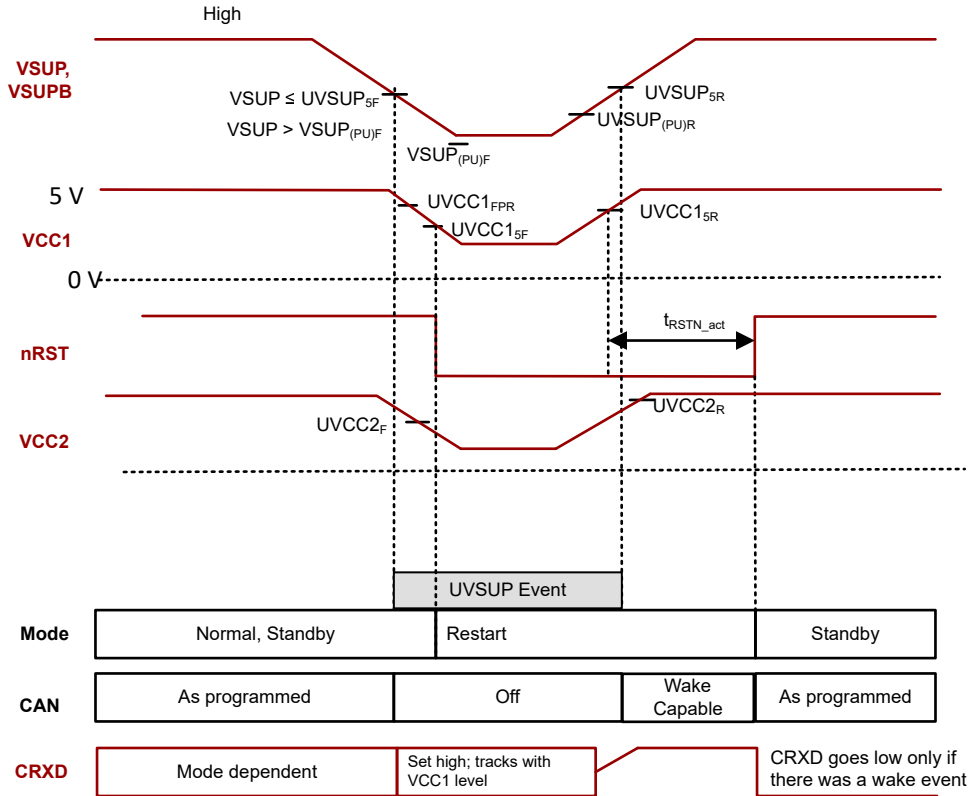 High
VSUP,
VSUPB
VSUP ≤ UVSUP5F
VSUP > VSUP(PU)F
VSUP(PU)F
UVSUP5R
UVSUP(PU)R
5 V
UVCC1FPR
UVCC15F
UVCC15R
VCC1
0 V
tRSTN_act
nRST
UVCC2F
UVCC2R
VCC2
UVSUP Event
Mode
Normal, Standby
Restart
Standby
CAN
As programmed
Off
Wake
Capable
As programmed
CRXD
Mode dependent
Set high; tracks with
VCC1 level
CRXD goes low only if
there was a wake event